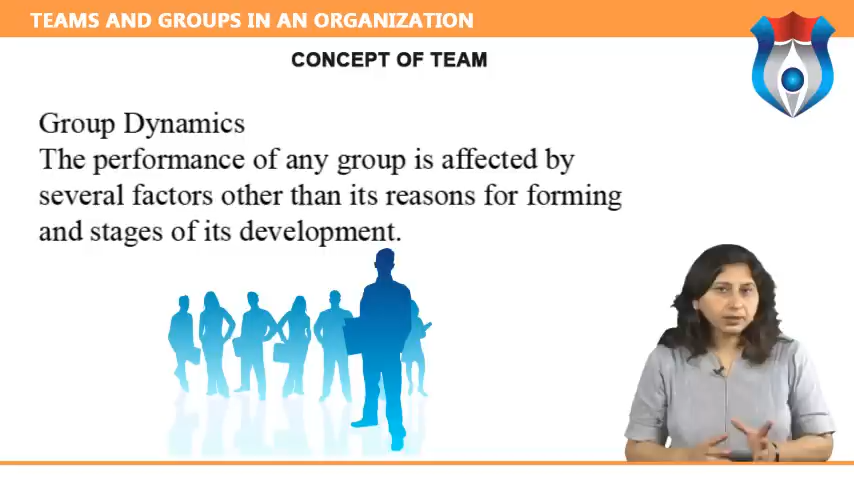 TEAMS AND GROUPS IN AN ORGANIZATION
CONCEPT OF TEAM
Group Dynamics
The performance of any group is affected by
several factors other than its reasons for forming
and stages of its development.